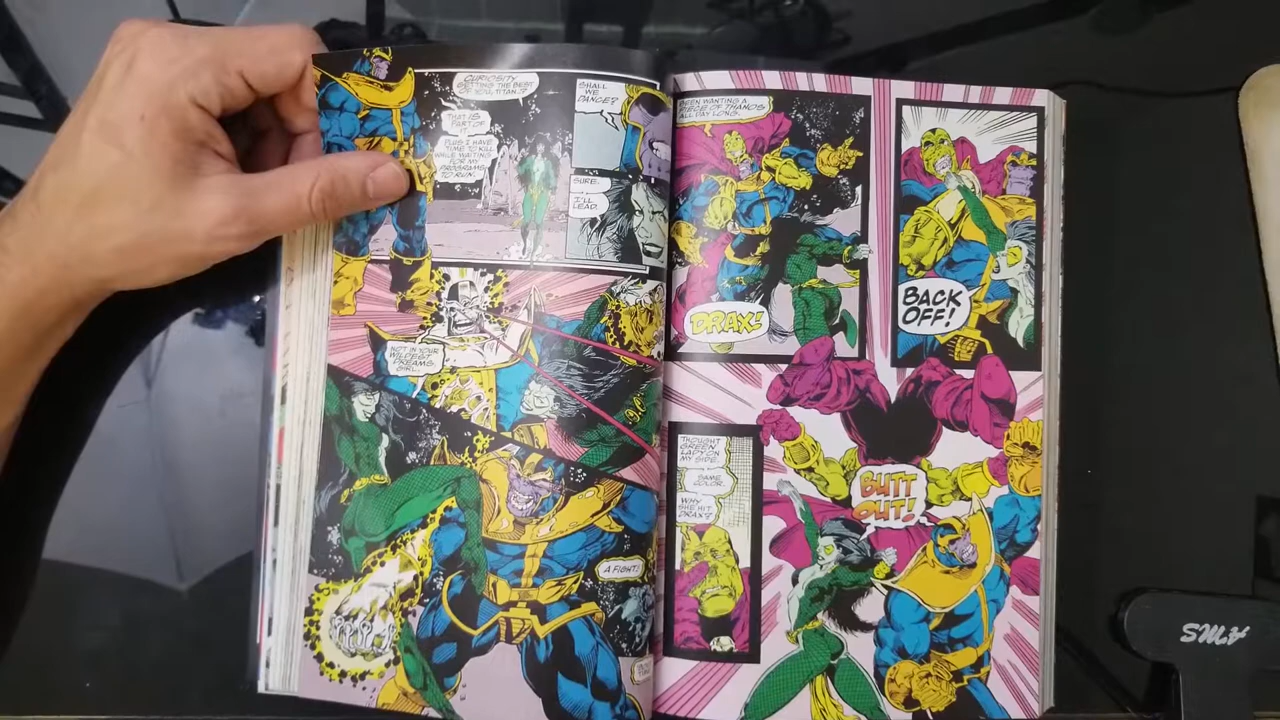 CURIOSITY
GETTING THE BEST
OF YOU, TITAN?
THAT IS
PART OF
IT.
PLUS I HAVE
TIME TO KILL
WHILE WAITING
FOR MY
PROGRAMS
TO RUN.
SHALL
WE
DANCE?
SURE.
I'LL
LEAD.
NOT IN YOUR
WILDEST
DREAMS,
GIRL.
A FIGHT!
BEEN WANTING A
PIECE OF THANOS
ALL DAY LONG.
DRAX!
BACK
OFF!
THOUGHT
GREEN
LADY ON
MY SIDE.
SAME
COLOR.
WHY
SHE HIT
DRAX?
BUTT
OUT!
SMY